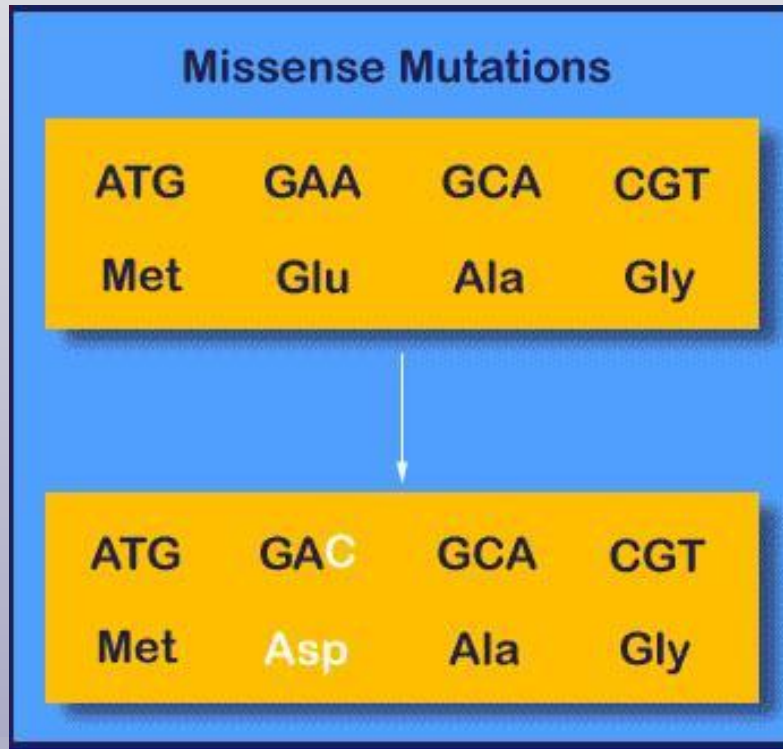 Missense Mutations
ATG GAA GCA CGT
Met Glu Ala Gly
ATG GAC GCA CGT
Met Asp Ala Gly